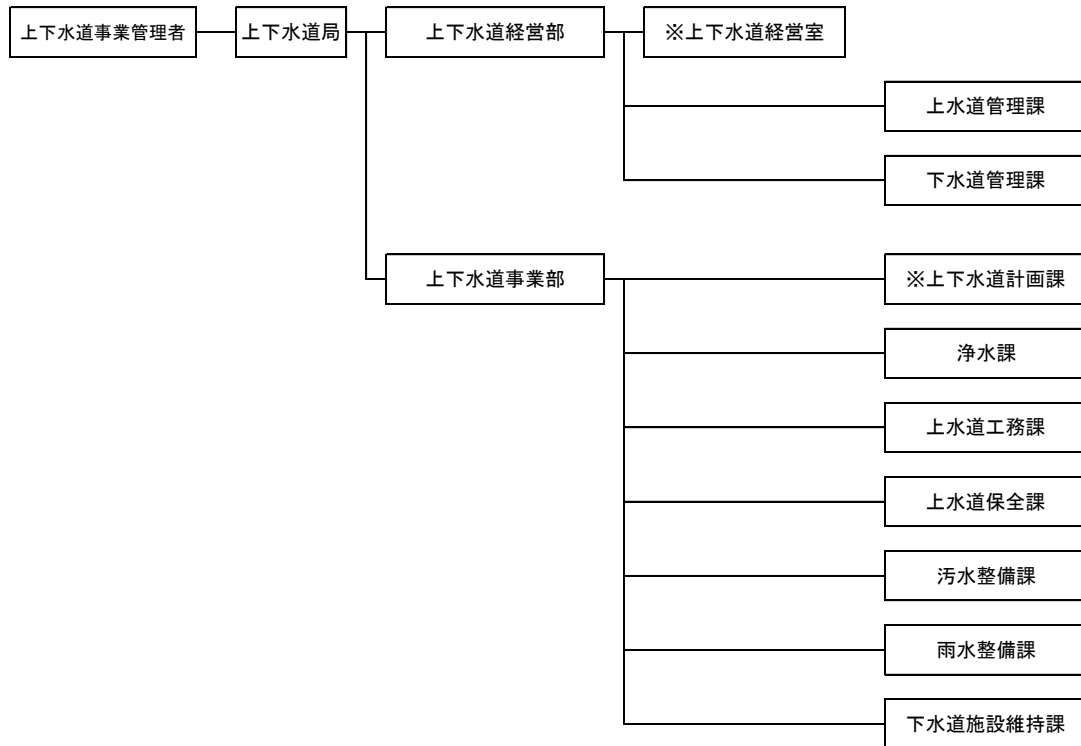 上下水道事業管理者
上下水道局
上下水道経営部
※上下水道経営室
上水道管理課
下水道管理課
上下水道事業部
※上下水道計画課
浄水課
上水道工務課
上水道保全課
汚水整備課
雨水整備課
下水道施設維持課